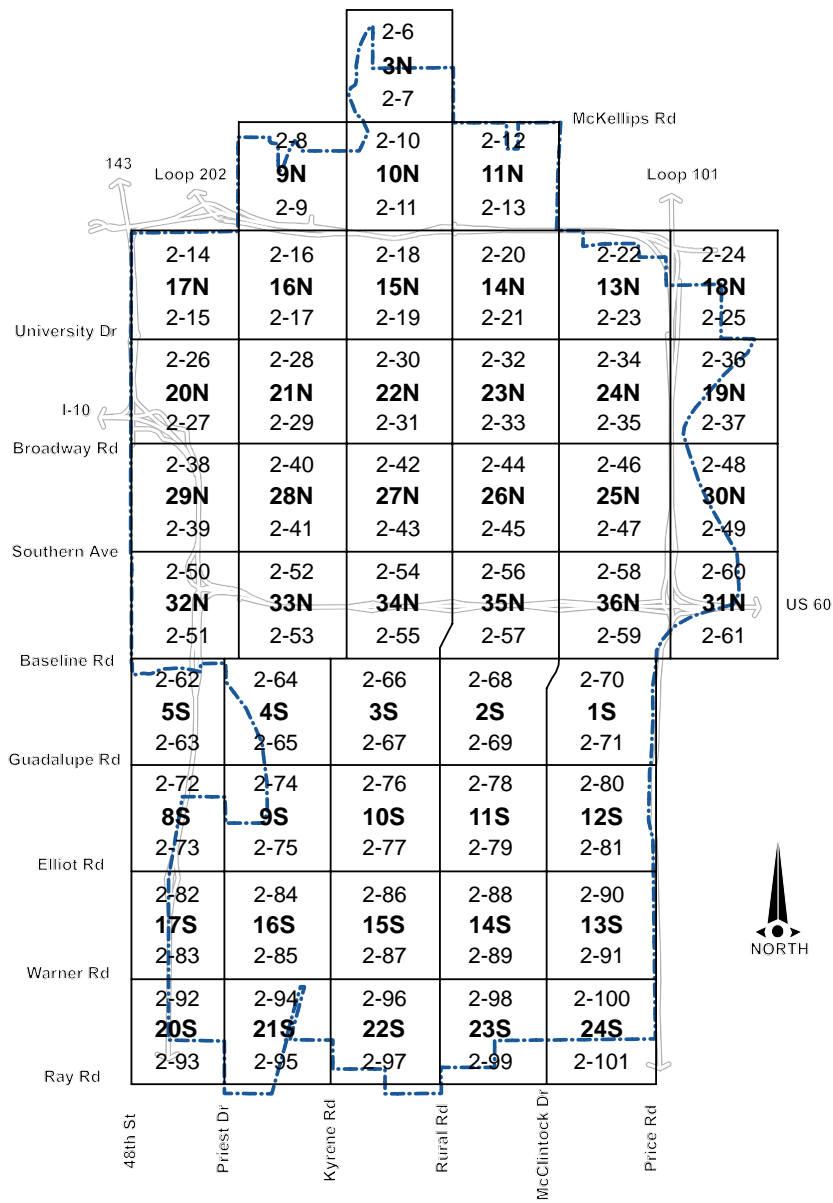 2-6
3N
2-7
McKellips Rd
2-8 2-10 2-12
9N 10N 11N
2-9 2-11 2-13
143
Loop 202
Loop 101
2-14 2-16 2-18 2-20 2-22 2-24
17N 16N 15N 14N 13N 18N
2-15 2-17 2-19 2-21 2-23 2-25
University Dr
2-26 2-28 2-30 2-32 2-34 2-36
20N 21N 22N 23N 24N 19N
I-10
2-27 2-29 2-31 2-33 2-35 2-37
Broadway Rd
2-38 2-40 2-42 2-44 2-46 2-48
29N 28N 27N 26N 25N 30N
2-39 2-41 2-43 2-45 2-47 2-49
Southern Ave
2-50 2-52 2-54 2-56 2-58 2-60
32N 33N 34N 35N 36N 31N
US 60
2-51 2-53 2-55 2-57 2-59 2-61
Baseline Rd
2-62 2-64 2-66 2-68 2-70
5S 4S 3S 2S 1S
2-63 2-65 2-67 2-69 2-71
Guadalupe Rd
2-72 2-74 2-76 2-78 2-80
8S 9S 10S 11S 12S
2-73 2-75 2-77 2-79 2-81
Elliot Rd
2-82 2-84 2-86 2-88 2-90
17S 16S 15S 14S 13S
2-83 2-85 2-87 2-89 2-91
NORTH
Warner Rd
2-92 2-94 2-96 2-98 2-100
20S 21S 22S 23S 24S
2-93 2-95 2-97 2-99 2-101
Ray Rd
48th St
Priest Dr
Kyrene Rd
Rural Rd
McClintock Dr
Price Rd